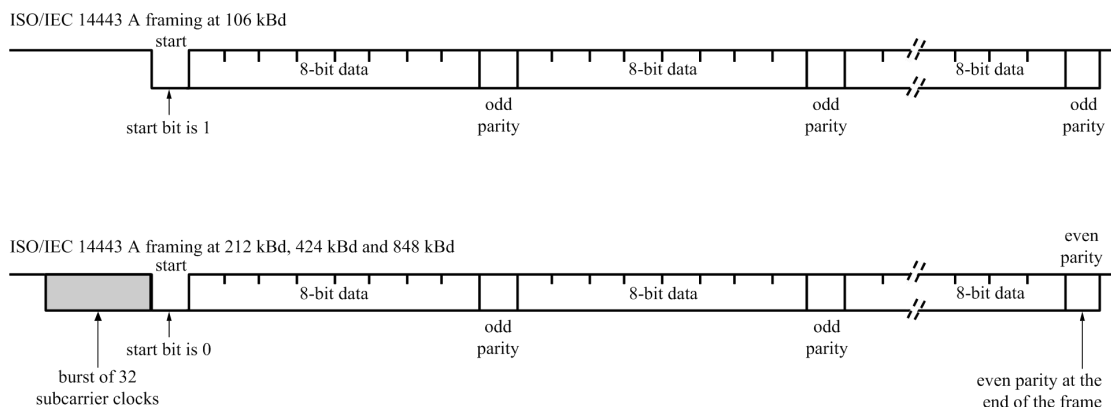 ISO/IEC 14443 A framing at 106 kBd
start
8-bit data
8-bit data
8-bit data
odd
parity
odd
parity
odd
parity
start bit is 1
ISO/IEC 14443 A framing at 212 kBd, 424 kBd and 848 kBd
even
parity
start
8-bit data
8-bit data
8-bit data
odd
parity
odd
parity
start bit is 0
burst of 32
subcarrier clocks
even parity at the
end of the frame